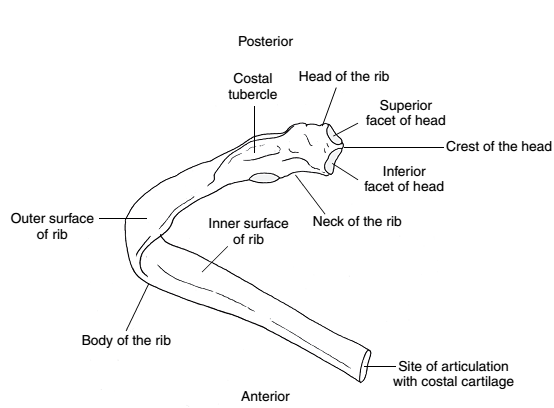 Posterior
Costal
tubercle
Head of the rib
Superior
facet of head
Crest of the head
Inferior
facet of head
Neck of the rib
Outer surface
of rib
Inner surface
of rib
Body of the rib
Site of articulation
with costal cartilage
Anterior